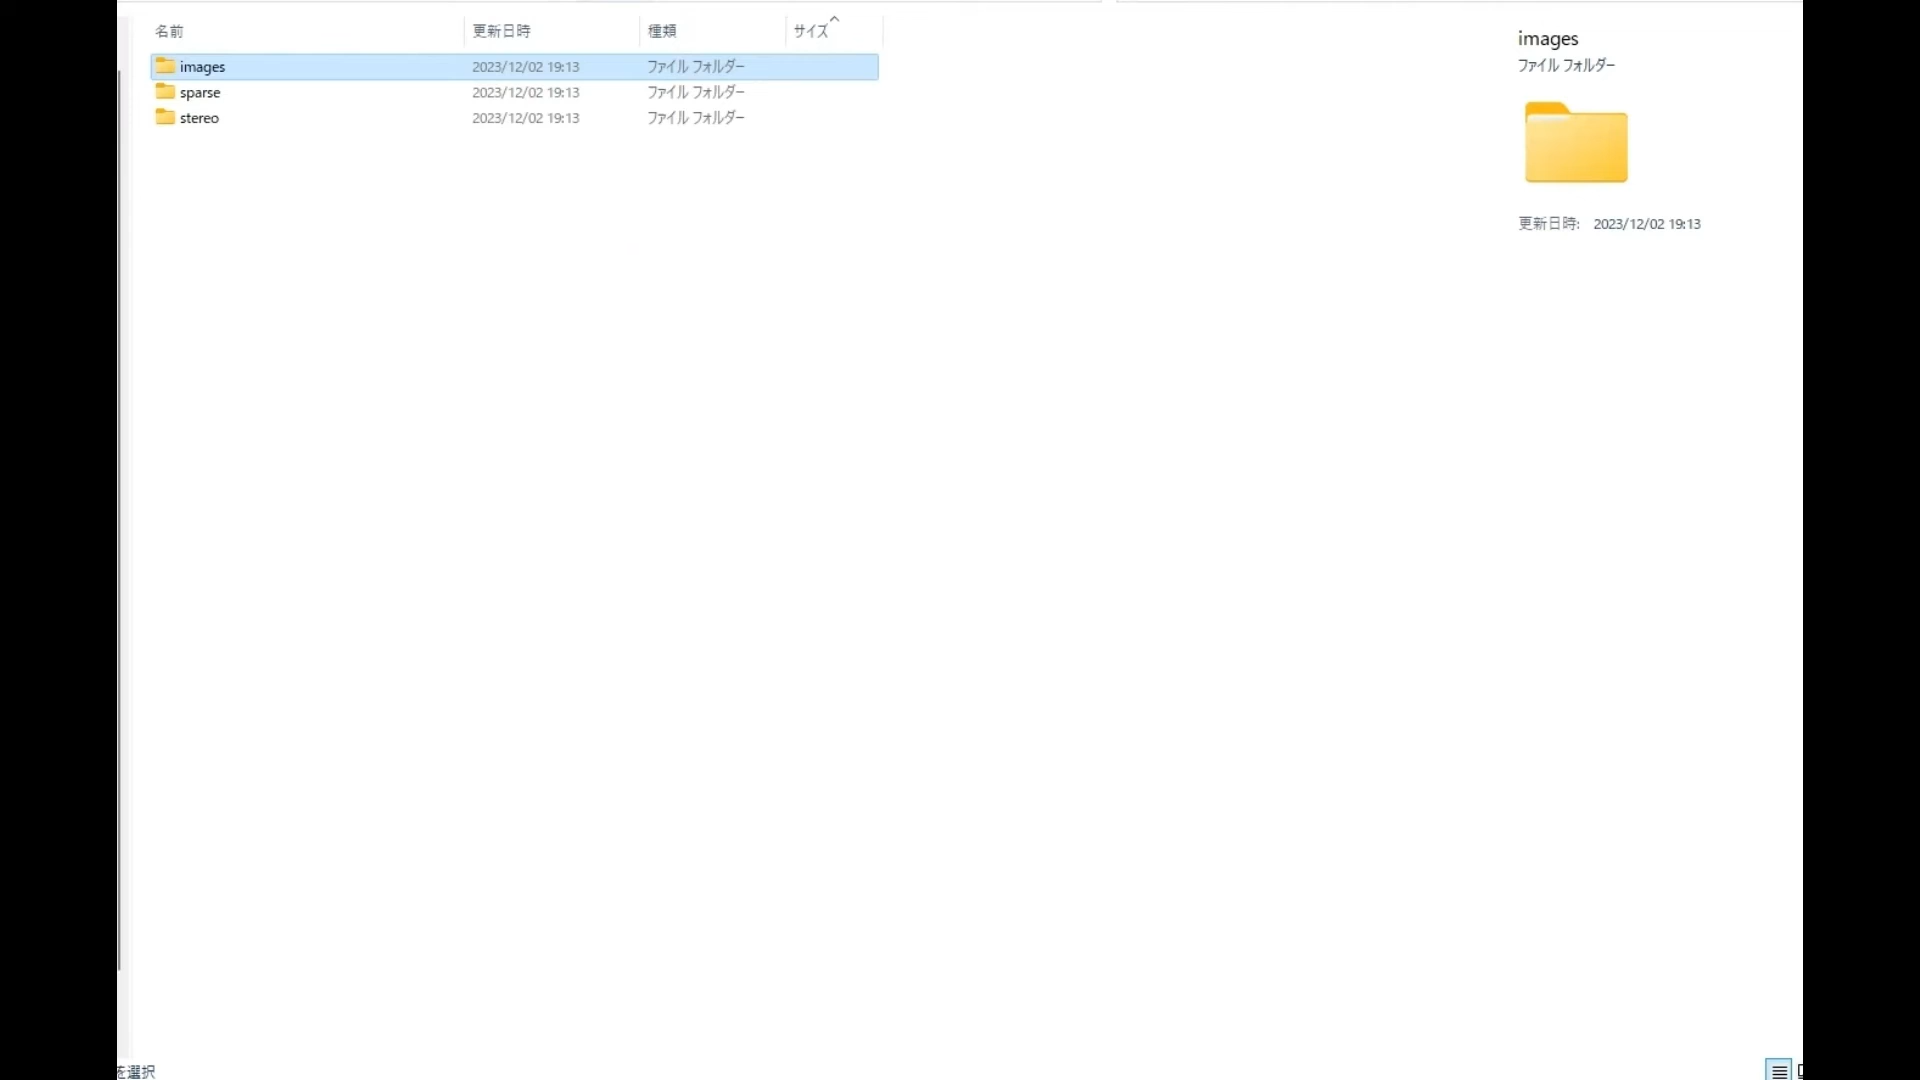 名前 更新日時 種類 サイズ
images 2023/12/02 19:13 ファイル フォルダー
sparse 2023/12/02 19:13 ファイル フォルダー
stereo 2023/12/02 19:13 ファイル フォルダー
images
ファイル フォルダー
更新日時: 2023/12/02 19:13
を選択